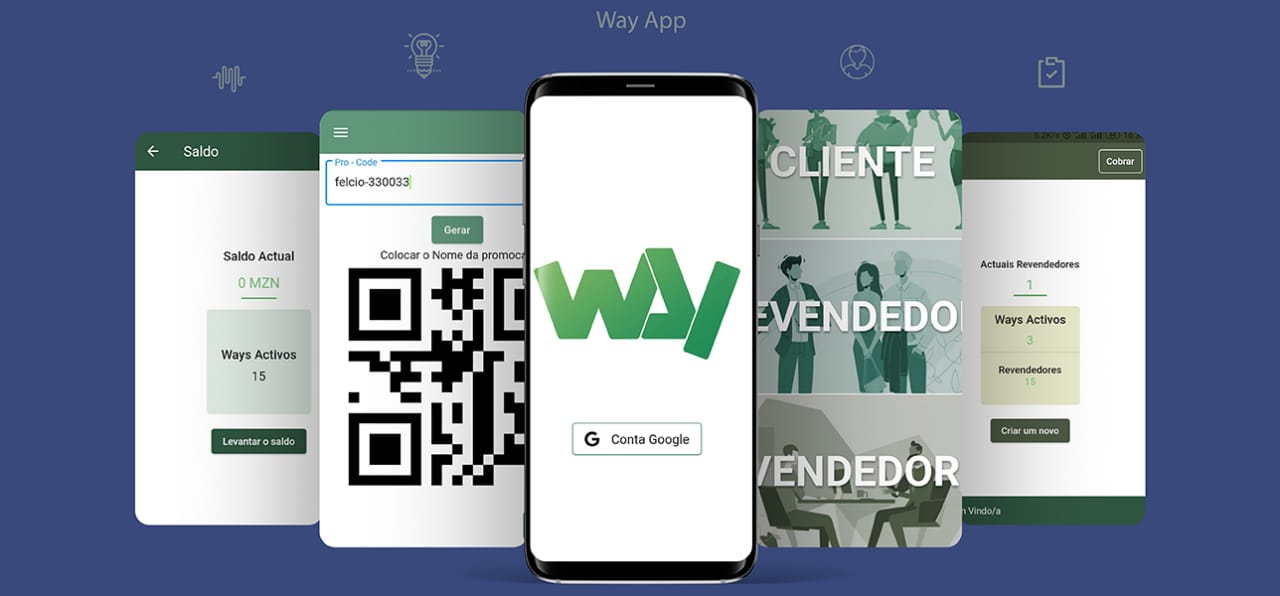 Way App
Saldo
Saldo Actual
0 MZN
Ways Activos
15
Levantar o saldo
Pro - Code
felcio-330033
Gerar
Colocar o Nome da promoca
way
G Conta Google
CLIENTE
EVENDEDO
VENDEDOR
Cobrar
Actuais Revendedores
1
Ways Activos
3
Revendedores
15
Criar um novo
Vindo/a